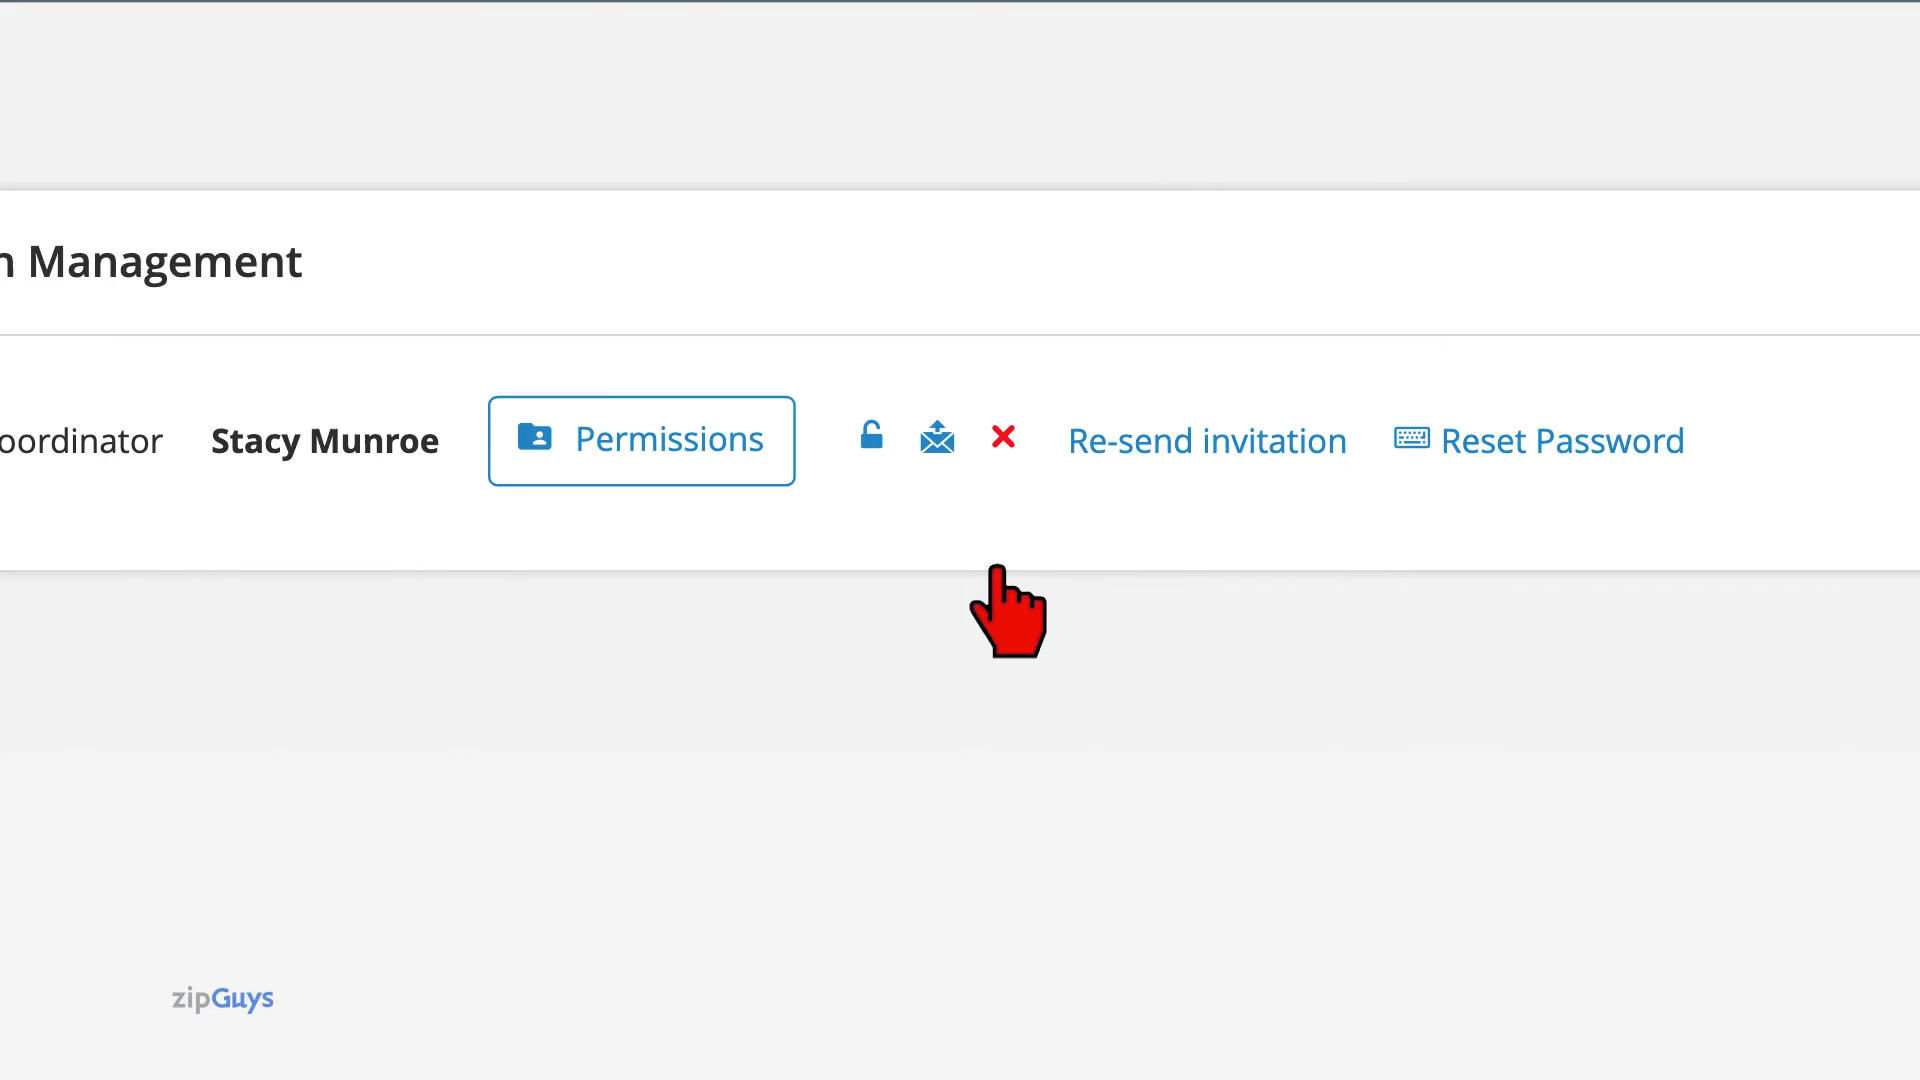 n Management
oordinator Stacy Munroe Permissions Re-send invitation Reset Password
zipGuys